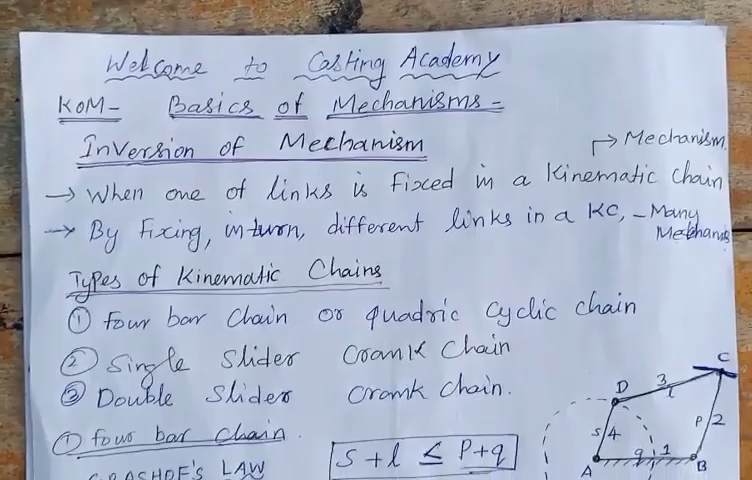 Welcome to Casting Academy
KOM- Basics of Mechanisms-
Inversion of Mechanism
→ Mechanism.
→ When one of links is fixed in a Kinematic Chain
→ By Fixing, in turn, different links in a KC, - Many
Mechanis
Types of Kinematic Chains
① four bar Chain or quadric cyclic chain
② Single Slider Crank Chain
③ Double Slider Crank Chain.
① four bar Chain.
GRASHOF'S LAW
S + l ≤ P+q
C
D
3
l
S
4
P
2
A
q
1
B